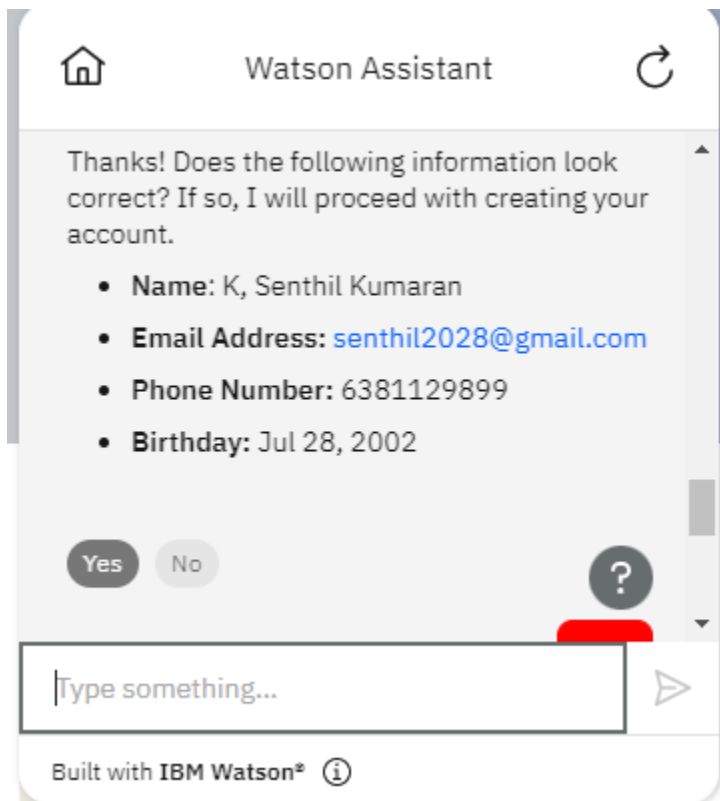 Watson Assistant
Thanks! Does the following information look
correct? If so, I will proceed with creating your
account.
• Name: K, Senthil Kumaran
• Email Address: senthil2028@gmail.com
• Phone Number: 6381129899
• Birthday: Jul 28, 2002
Yes No
?
Type something...
Built with IBM Watson®